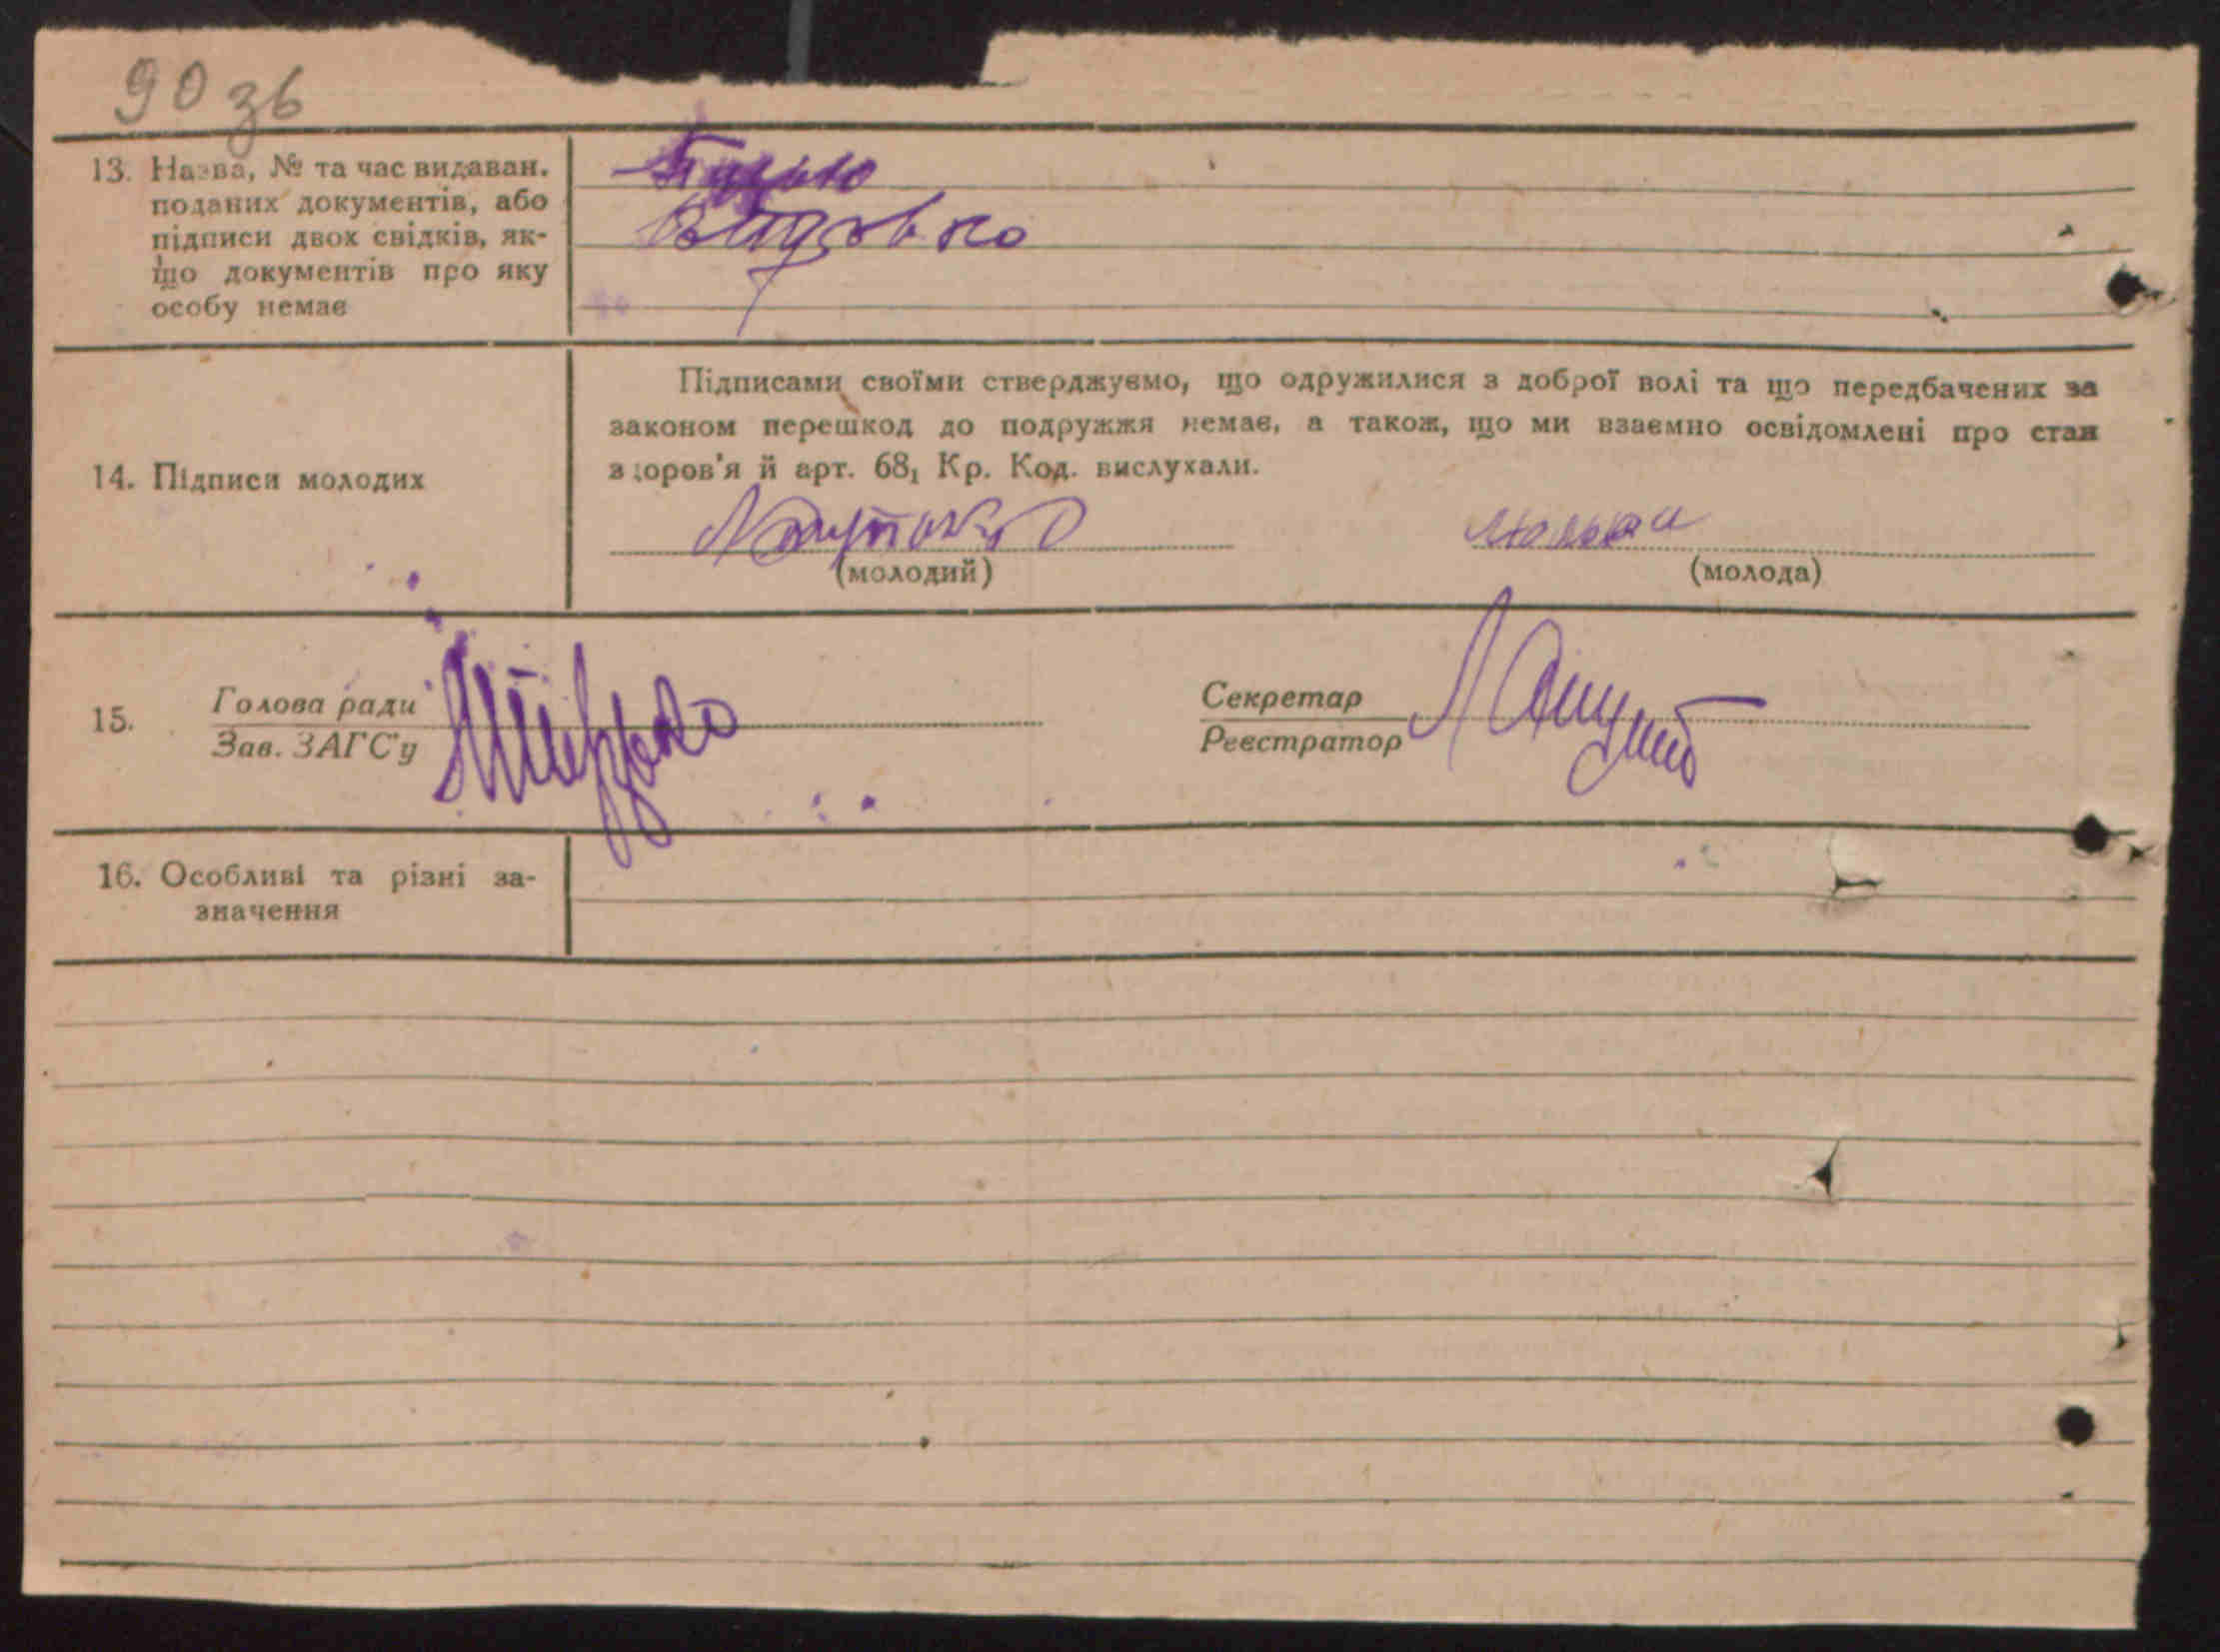 90 зв
13. Назва, № та час видаван.
поданих документів, або
підписи двох свідків, як-
що документів про яку
особу немає
Підписами своїми стверджуємо, що одружилися з доброї волі та що передбачених за
законом перешкод до подружжя немає, а також, що ми взаємно освідомлені про стан
здоров'я й арт. 68₁ Кр. Код. вислухали.
14. Підписи молодих
(молодий) (молода)
15. Голова ради Секретар
Зав. ЗАГС'у Реєстратор
16. Особливі та різні за-
значення